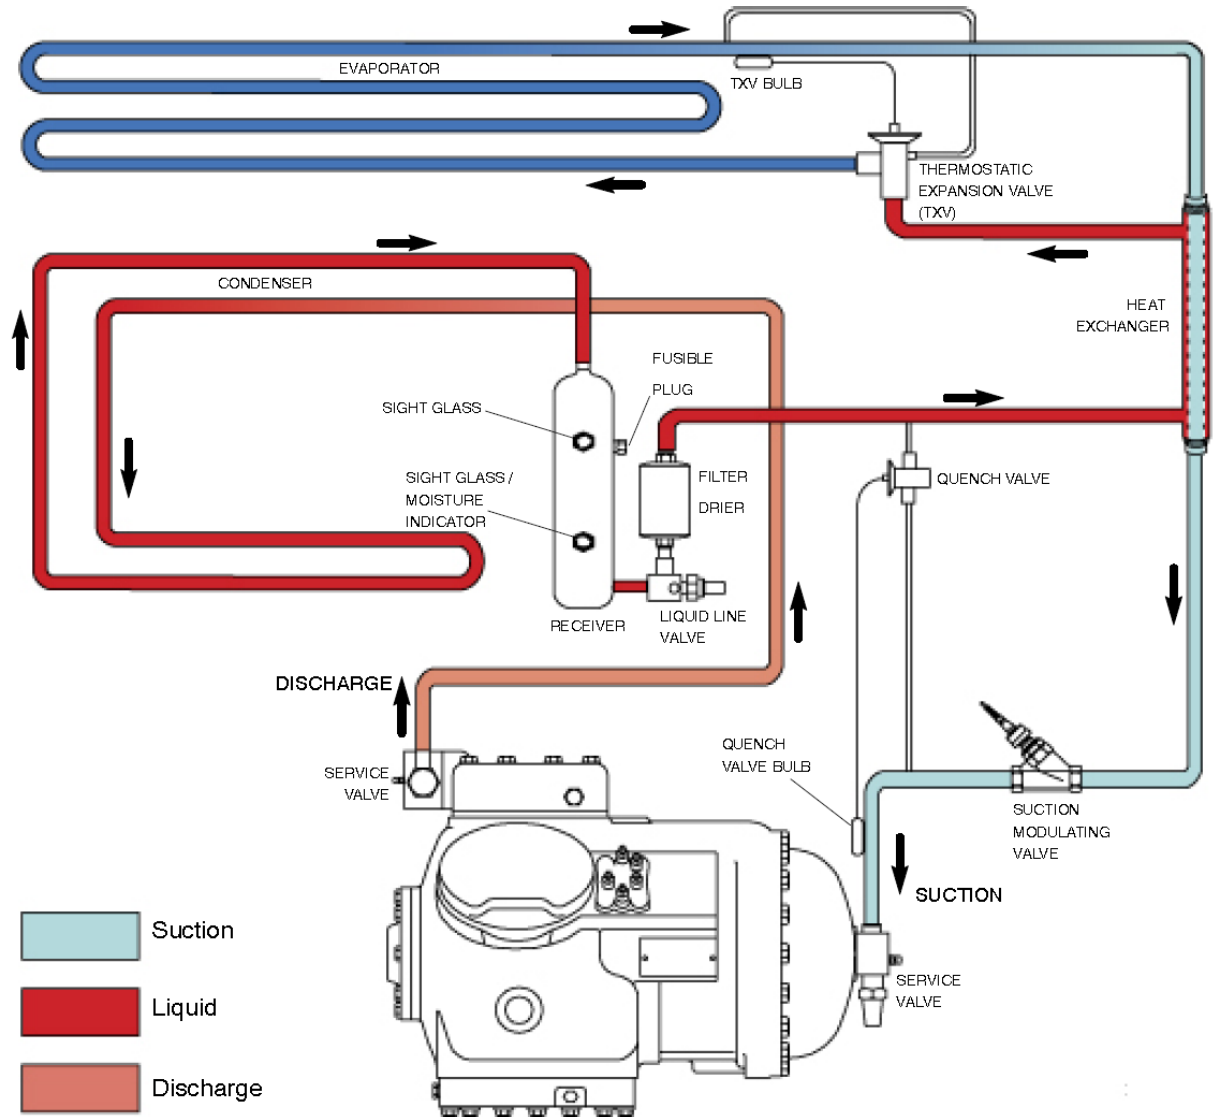 EVAPORATOR
TXV BULB
THERMOSTATIC
EXPANSION VALVE
(TXV)
CONDENSER
HEAT
EXCHANGER
FUSIBLE
PLUG
SIGHT GLASS
SIGHT GLASS /
MOISTURE
INDICATOR
FILTER
DRIER
QUENCH VALVE
RECEIVER
LIQUID LINE
VALVE
DISCHARGE
SERVICE
VALVE
QUENCH
VALVE BULB
SUCTION
MODULATING
VALVE
SUCTION
SERVICE
VALVE
Suction
Liquid
Discharge